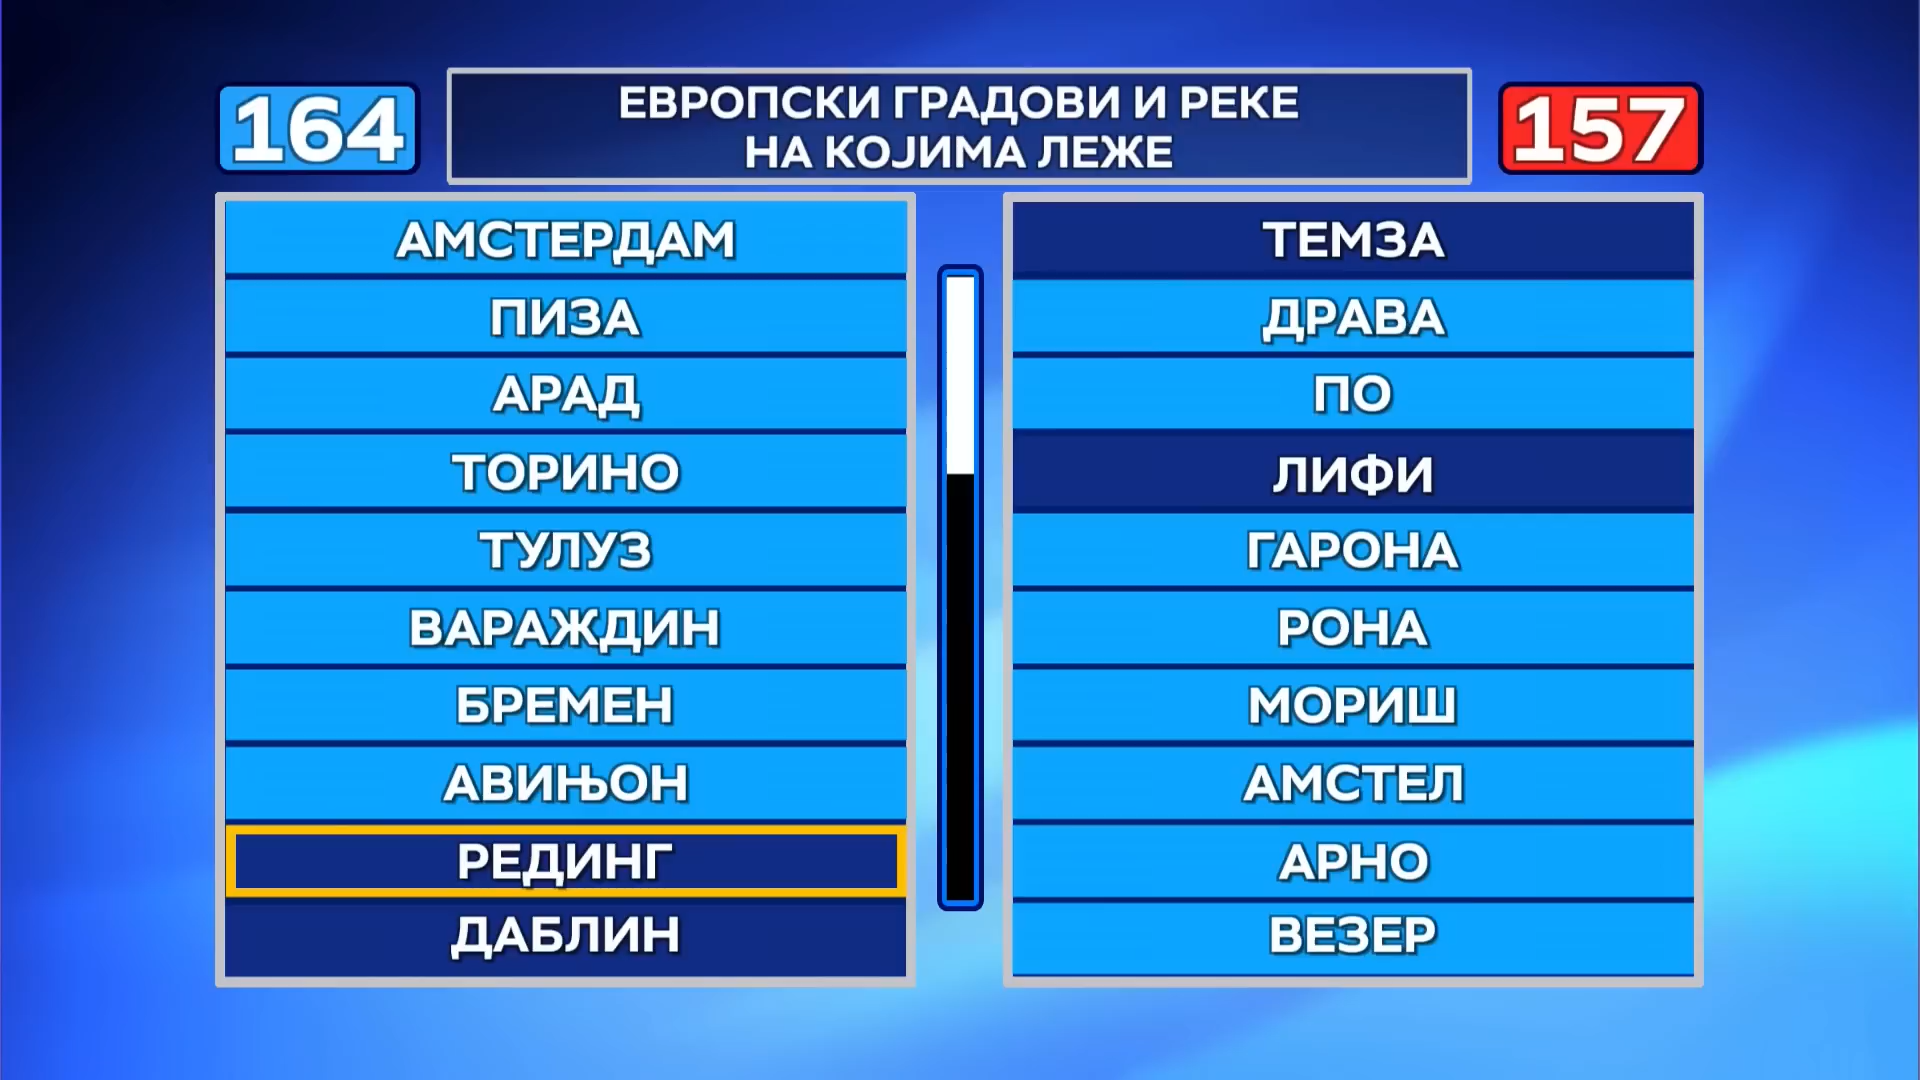 164
ЕВРОПСКИ ГРАДОВИ И РЕКЕ
НА КОЈИМА ЛЕЖЕ
157
АМСТЕРДАМ
ТЕМЗА
ПИЗА
ДРАВА
АРАД
ПО
ТОРИНО
ЛИФИ
ТУЛУЗ
ГАРОНА
ВАРАЖДИН
РОНА
БРЕМЕН
МОРИШ
АВИЊОН
АМСТЕЛ
РЕДИНГ
АРНО
ДАБЛИН
ВЕЗЕР